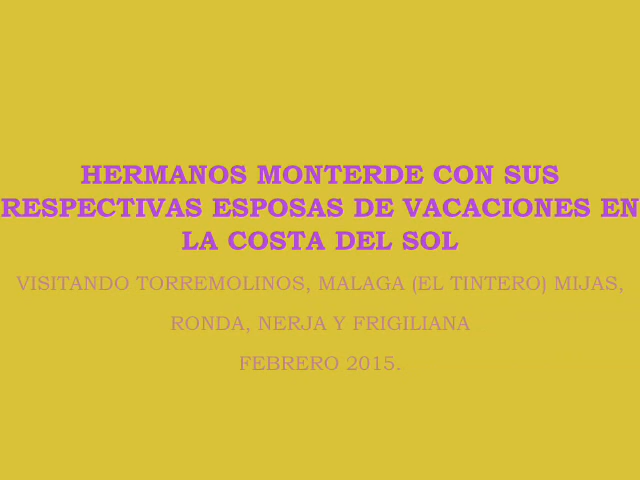 HERMANOS MONTERDE CON SUS
RESPECTIVAS ESPOSAS DE VACACIONES EN
LA COSTA DEL SOL
VISITANDO TORREMOLINOS, MALAGA (EL TINTERO) MIJAS,
RONDA, NERJA Y FRIGILIANA
FEBRERO 2015.